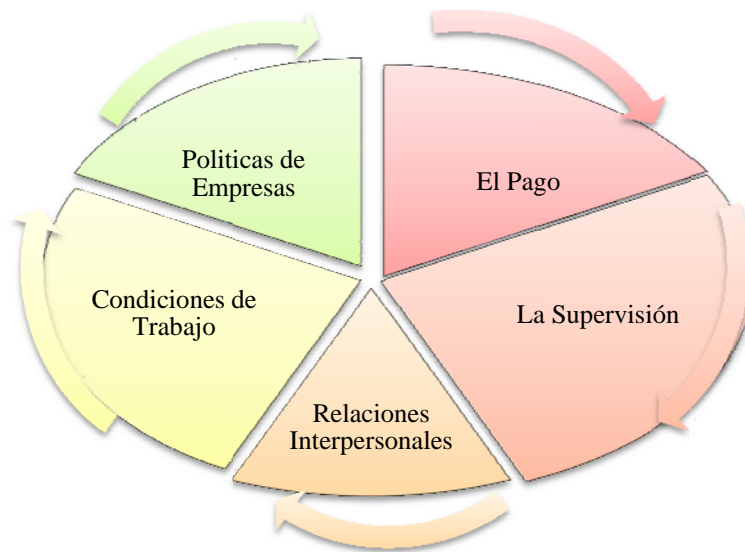 Politicas de
Empresas
El Pago
La Supervisión
Relaciones
Interpersonales
Condiciones de
Trabajo